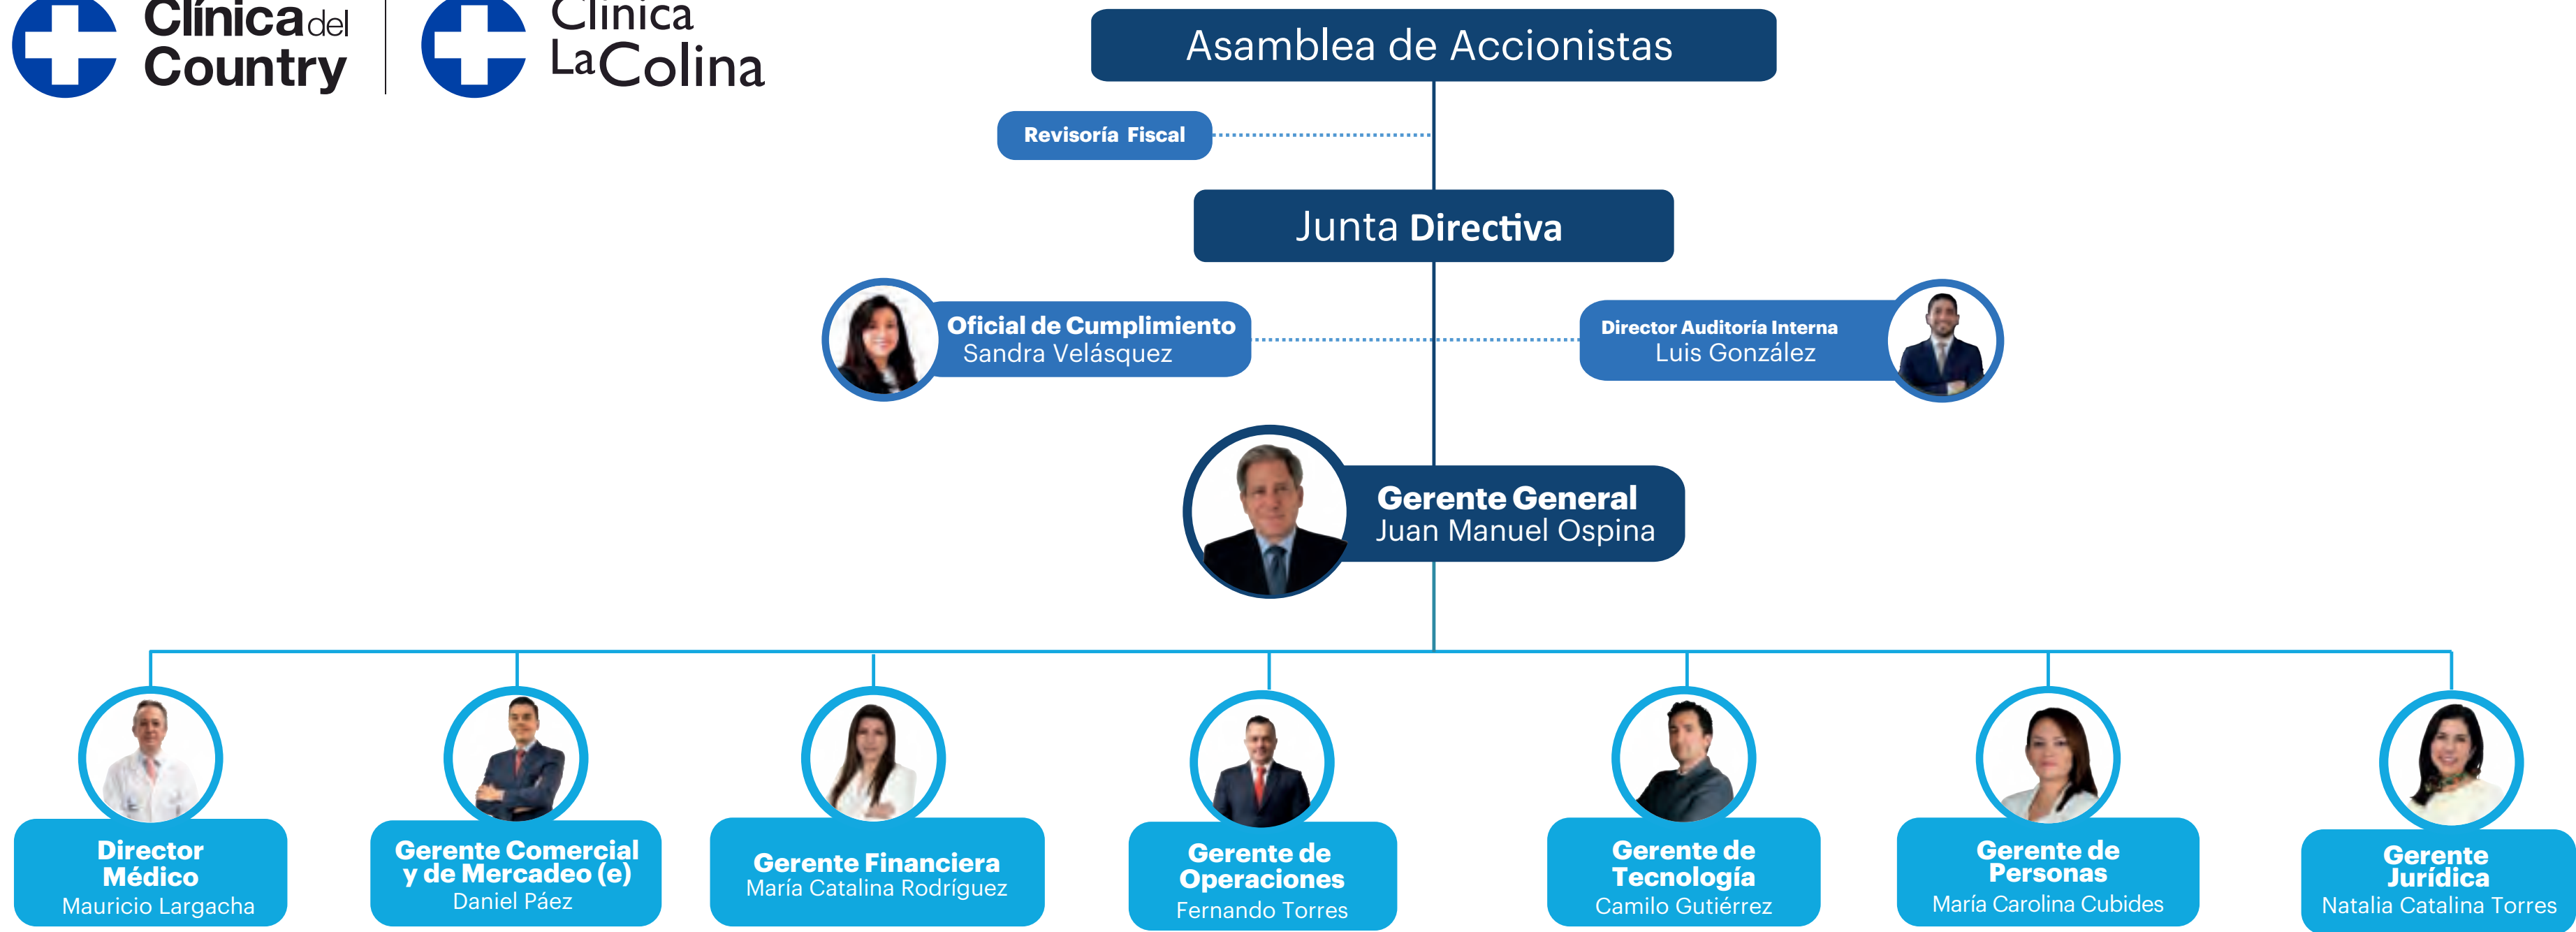 Clínica del
Country
Clínica
La Colina
Asamblea de Accionistas
Revisoría Fiscal
Junta Directiva
Oficial de Cumplimiento
Sandra Velásquez
Director Auditoría Interna
Luis González
Gerente General
Juan Manuel Ospina
Director
Médico
Mauricio Largacha
Gerente Comercial
y de Mercadeo (e)
Daniel Páez
Gerente Financiera
María Catalina Rodríguez
Gerente de
Operaciones
Fernando Torres
Gerente de
Tecnología
Camilo Gutiérrez
Gerente de
Personas
María Carolina Cubides
Gerente
Jurídica
Natalia Catalina Torres